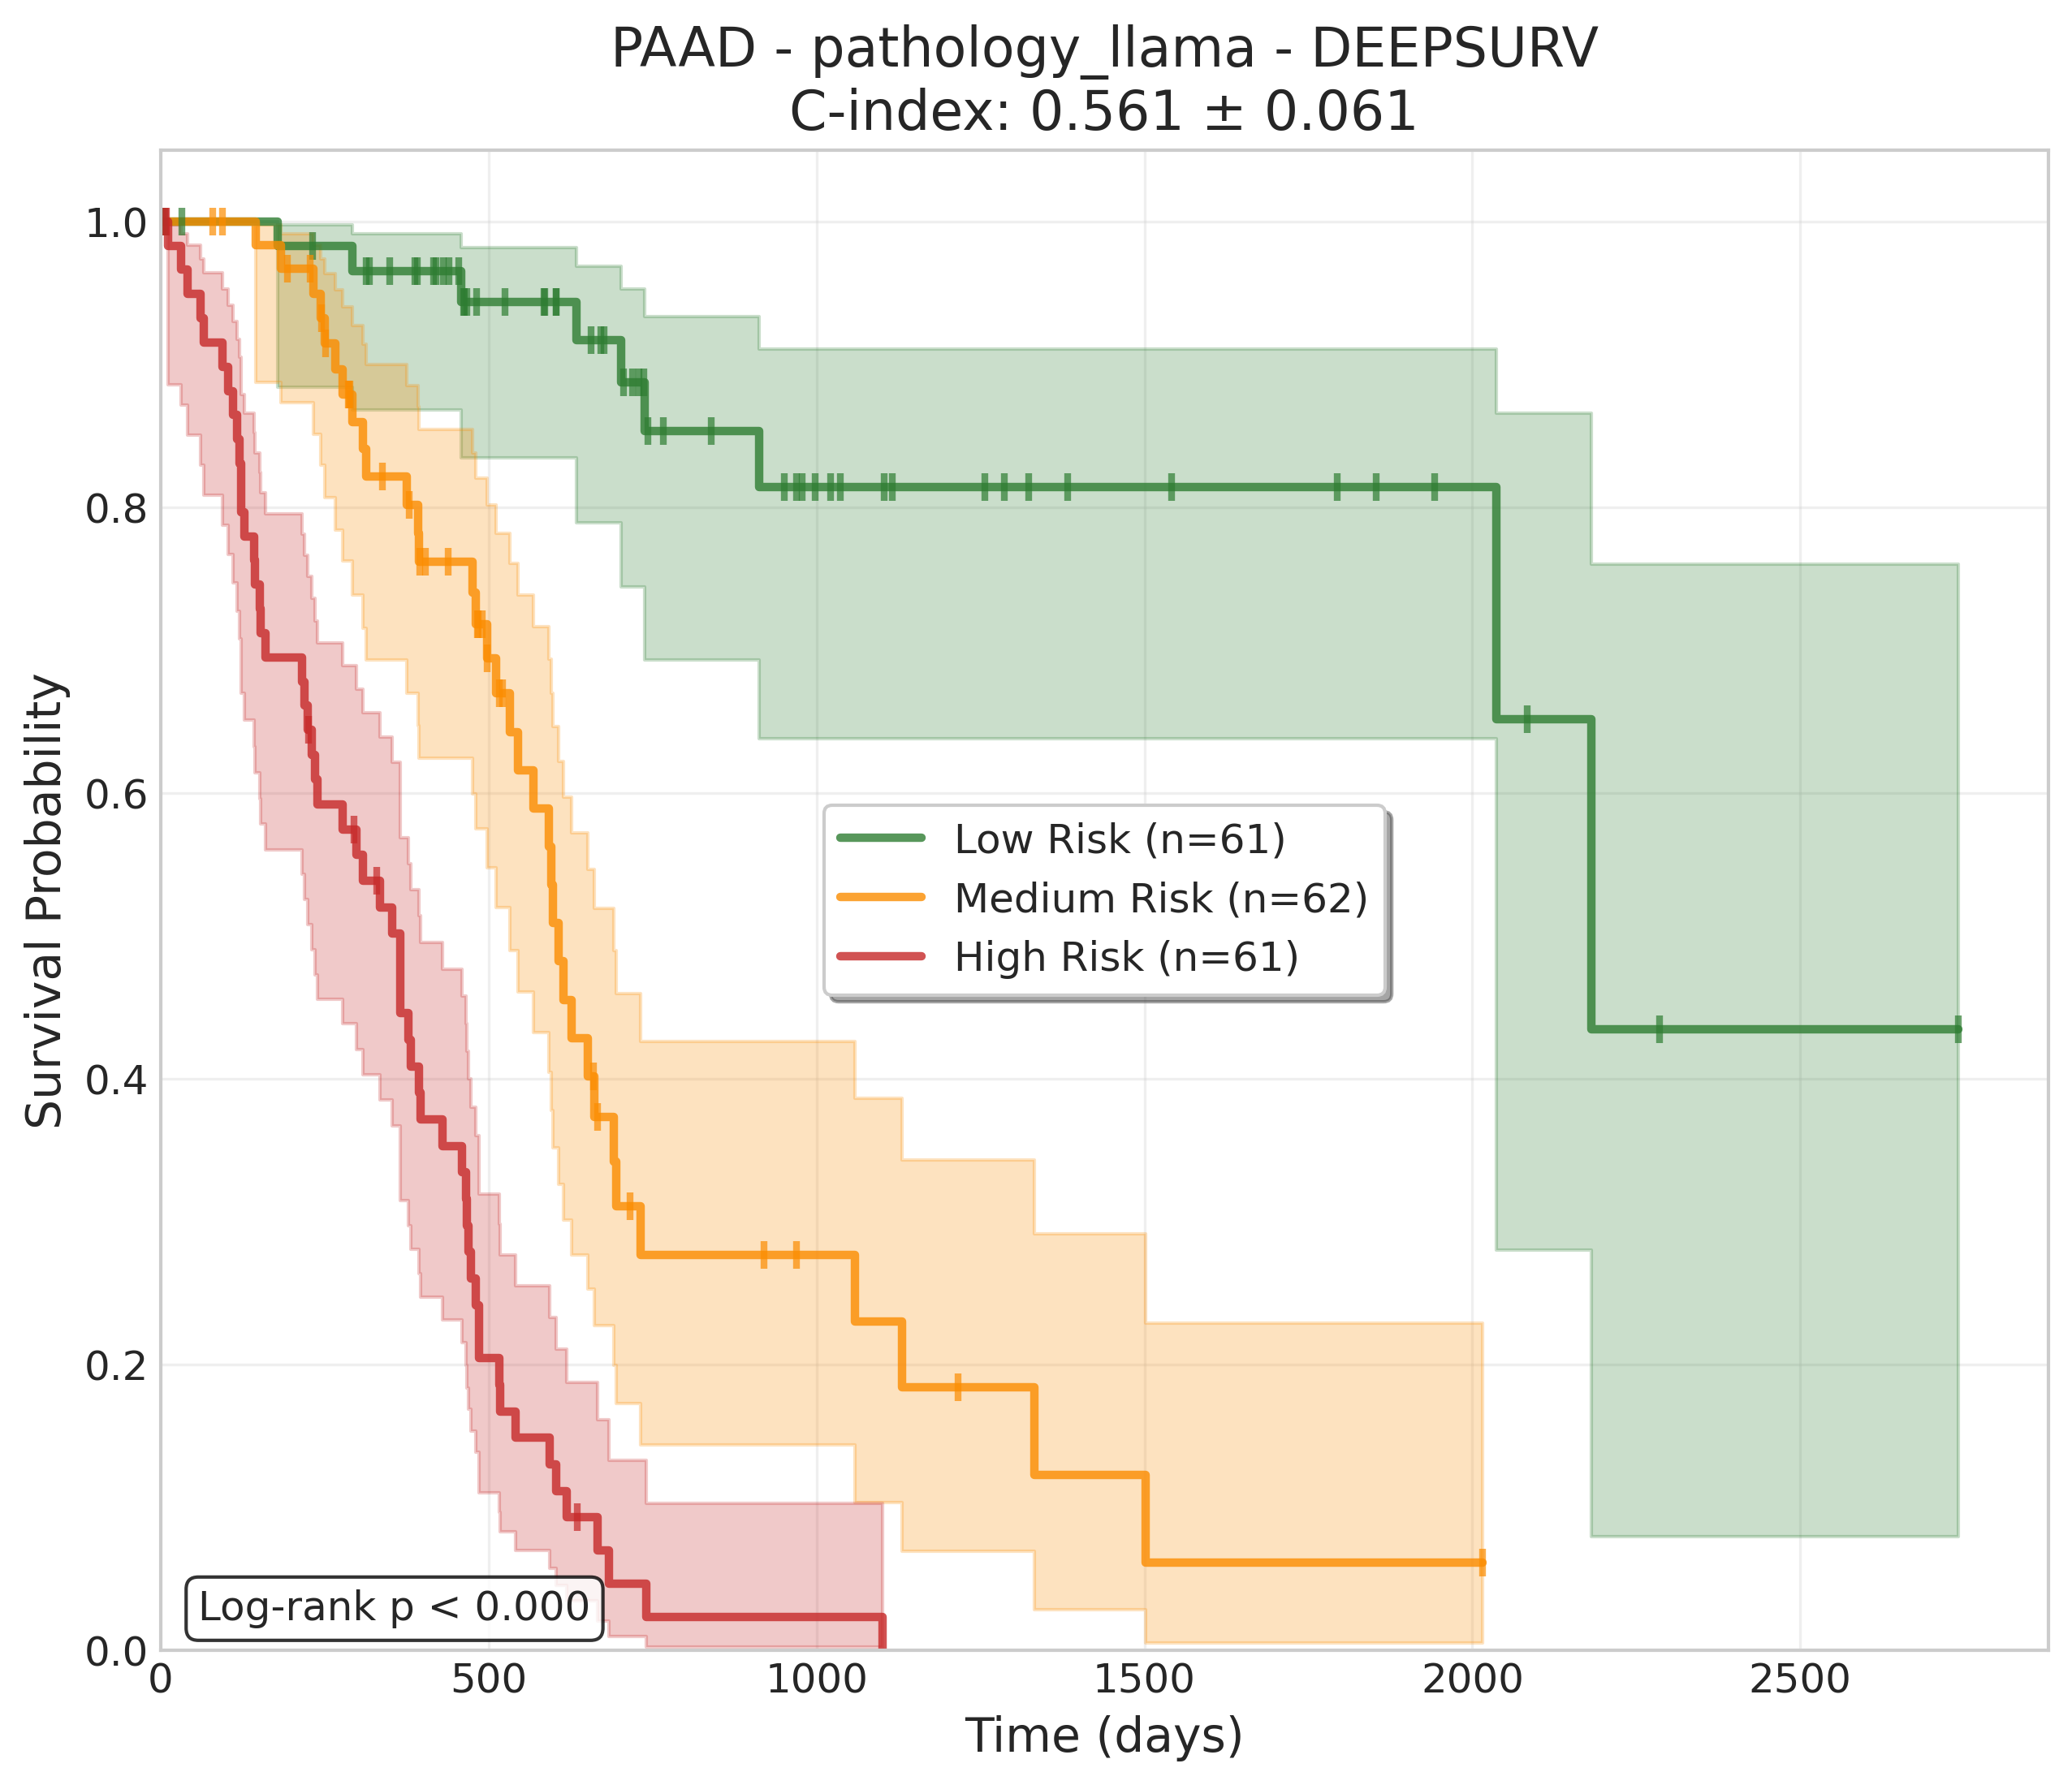 PAAD - pathology_llama - DEEPSURV
C-index: 0.561 ± 0.061
Survival Probability
1.0
0.8
0.6
0.4
0.2
0.0
Low Risk (n=61)
Medium Risk (n=62)
High Risk (n=61)
Log-rank p < 0.000
0 500 1000 1500 2000 2500
Time (days)